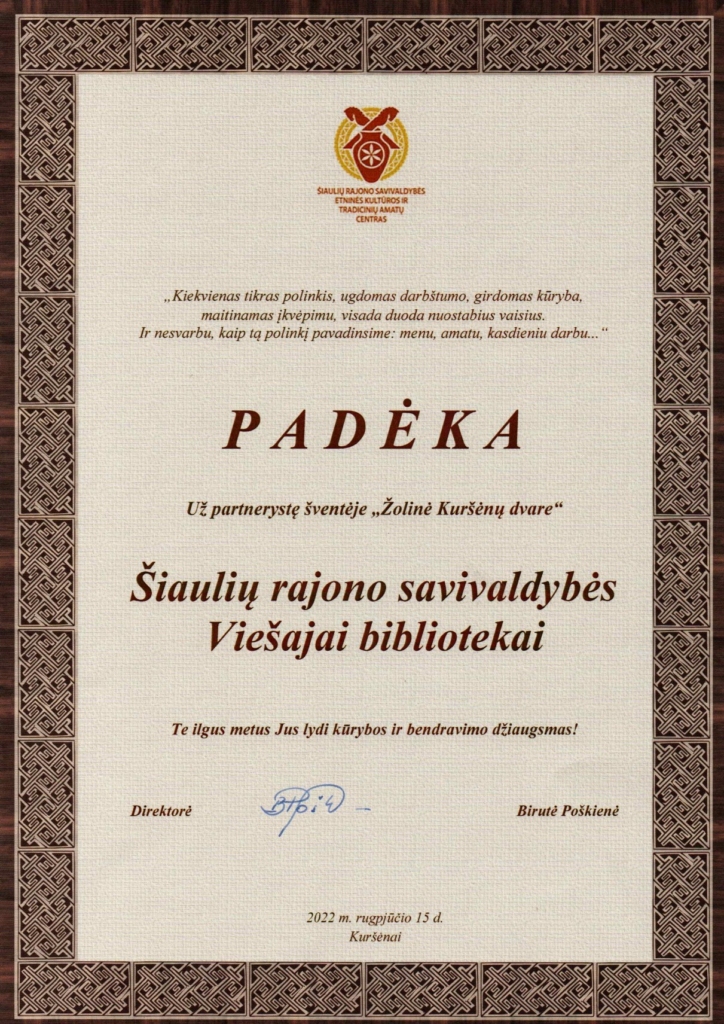 ŠIAULIŲ RAJONO SAVIVALDYBĖS
ETNINĖS KULTŪROS IR
TRADICINIŲ AMATŲ
CENTRAS
„Kiekvienas tikras polinkis, ugdomas darbštumo, girdomas kūryba,
maitinamas įkvėpimu, visada duoda nuostabius vaisius.
Ir nesvarbu, kaip tą polinkį pavadinsime: menu, amatu, kasdieniu darbu...“
PADĖKA
Už partnerystę šventėje „Žolinė Kuršėnų dvare“
Šiaulių rajono savivaldybės
Viešajai bibliotekai
Te ilgus metus Jus lydi kūrybos ir bendravimo džiaugsmas!
Direktorė Birutė Poškienė
2022 m. rugpjūčio 15 d.
Kuršėnai